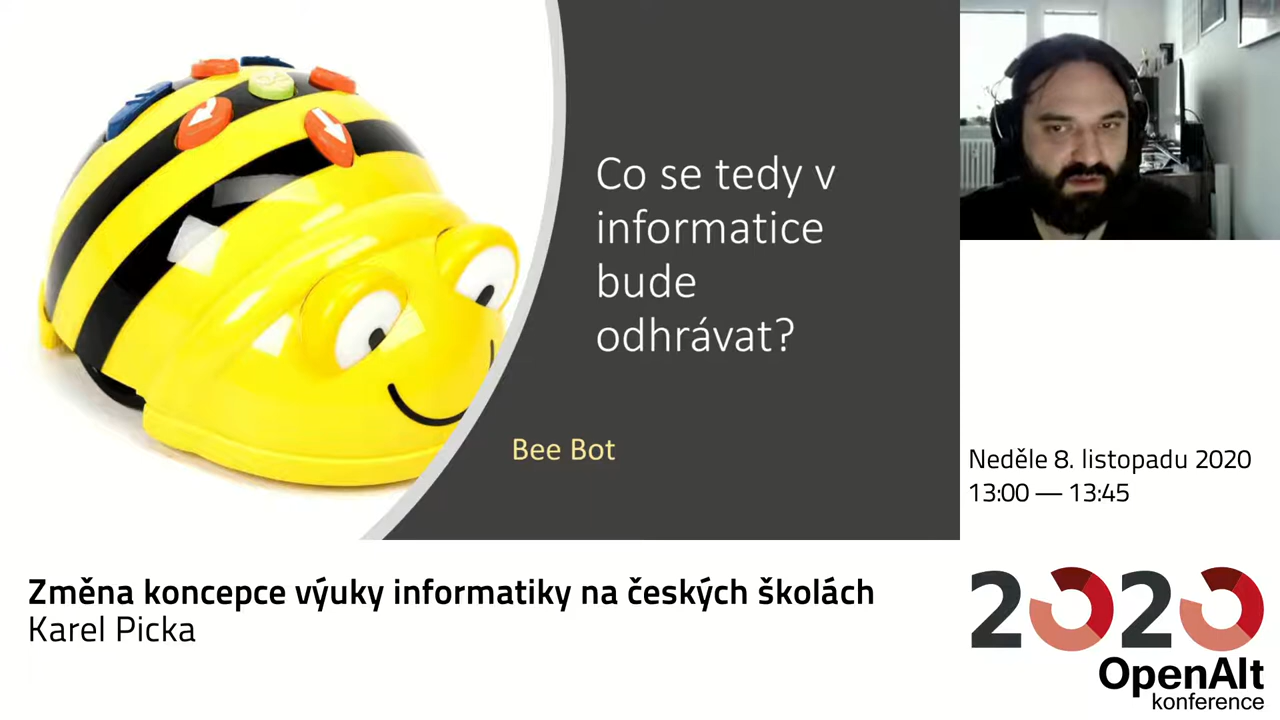 Co se tedy v
informatice
bude
odhrávat?
Bee Bot
Neděle 8. listopadu 2020
13:00 — 13:45
Změna koncepce výuky informatiky na českých školách
Karel Picka
2020
OpenAlt
konference